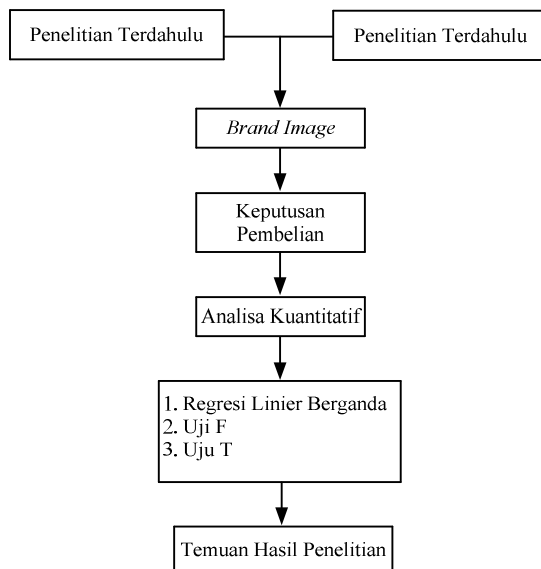 Penelitian Terdahulu
Penelitian Terdahulu
Brand Image
Keputusan
Pembelian
Analisa Kuantitatif
1. Regresi Linier Berganda
2. Uji F
3. Uju T
Temuan Hasil Penelitian